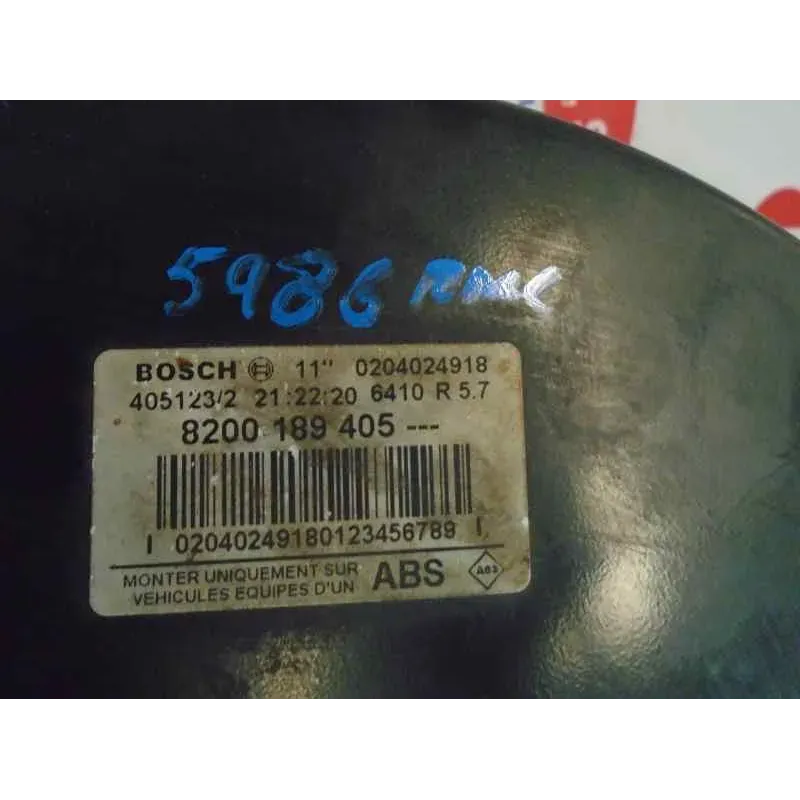 5986 RMC
BOSCH 11" 0204024918
405123/2 21:22:20 6410 R 5.7
8200 189 405 ---
I 02040249180123456789 I
MONTER UNIQUEMENT SUR
VEHICULES EQUIPES D'UN ABS